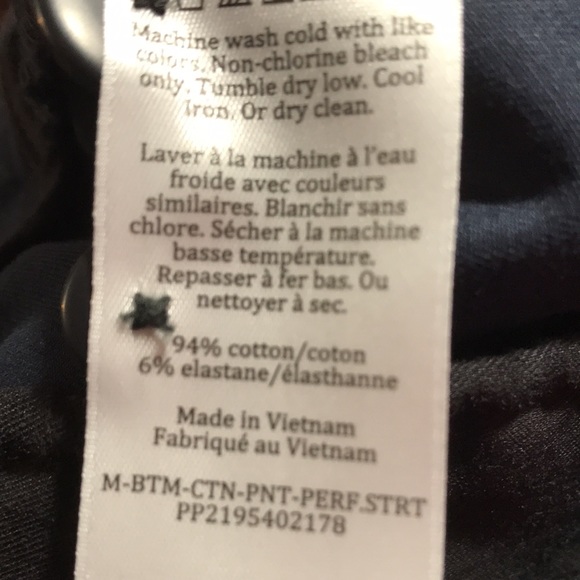 Machine wash cold with like
colors. Non-chlorine bleach
only. Tumble dry low. Cool
Iron. Or dry clean.
Laver à la machine à l'eau
froide avec couleurs
similaires. Blanchir sans
chlore. Sécher à la machine
basse température.
Repasser à fer bas. Ou
nettoyer à sec.
94% cotton/coton
6% elastane/élasthanne
Made in Vietnam
Fabriqué au Vietnam
M-BTM-CTN-PNT-PERF.STRT
PP2195402178